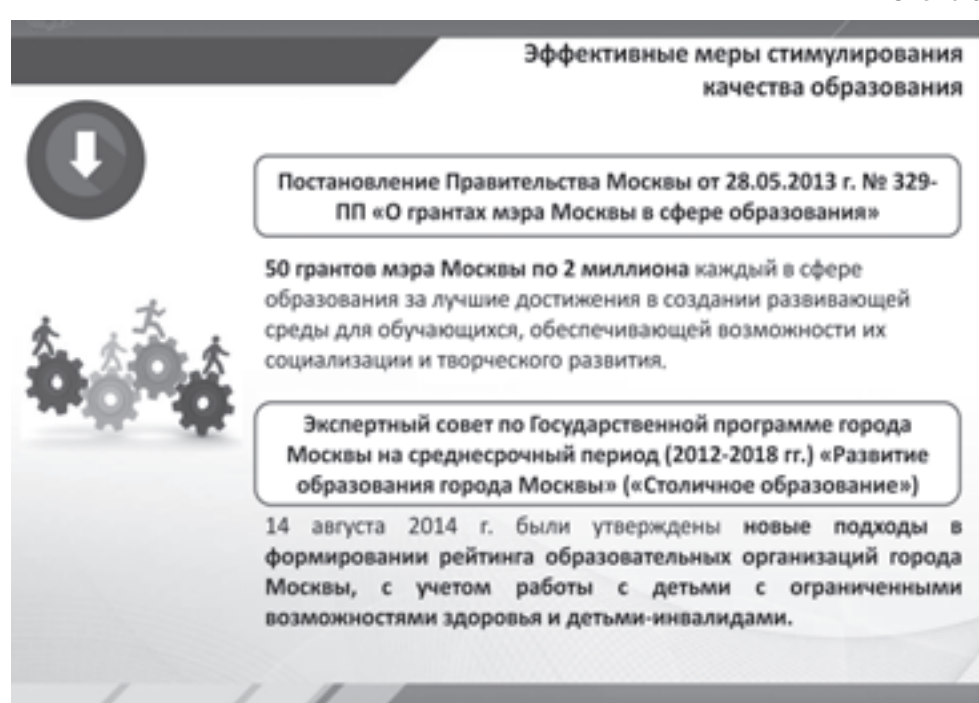 Эффективные меры стимулирования
качества образования
Постановление Правительства Москвы от 28.05.2013 г. № 329-
ПП «О грантах мэра Москвы в сфере образования»
50 грантов мэра Москвы по 2 миллиона каждый в сфере
образования за лучшие достижения в создании развивающей
среды для обучающихся, обеспечивающей возможности их
социализации и творческого развития.
Экспертный совет по Государственной программе города
Москвы на среднесрочный период (2012-2018 гг.) «Развитие
образования города Москвы» («Столичное образование»)
14 августа 2014 г. были утверждены новые подходы в
формировании рейтинга образовательных организаций города
Москвы, с учетом работы с детьми с ограниченными
возможностями здоровья и детьми-инвалидами.